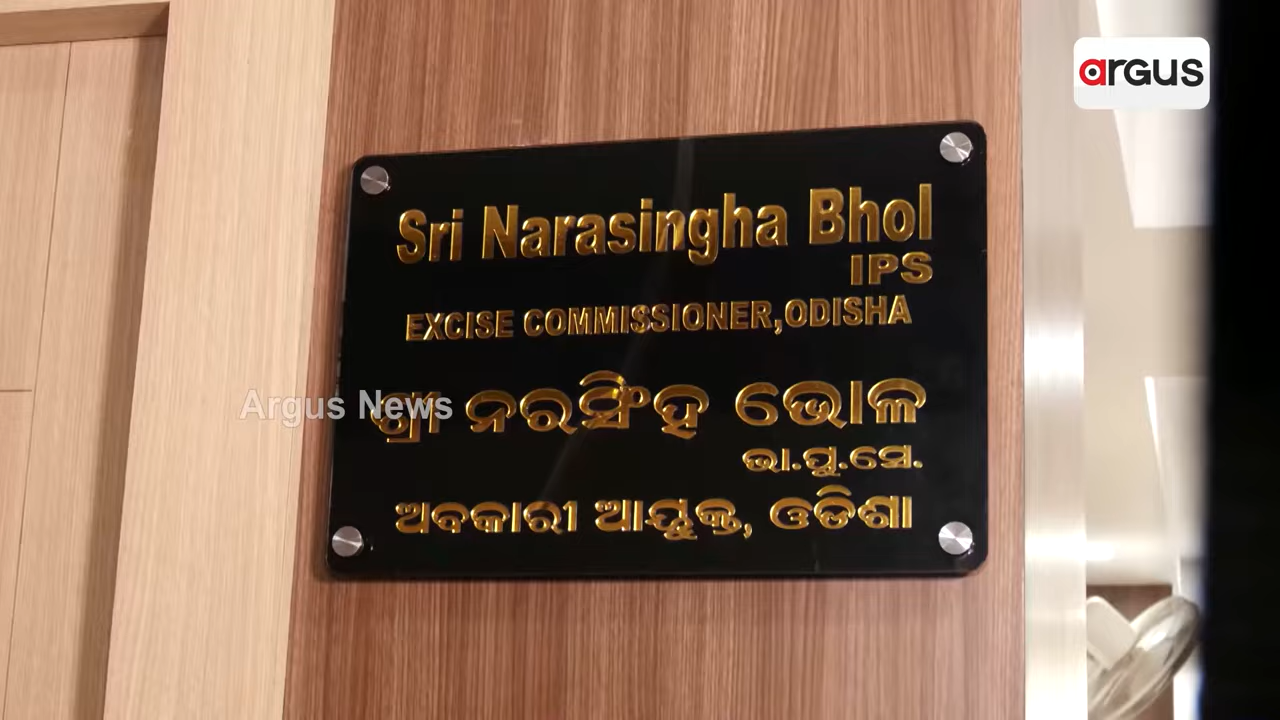 argus
Sri Narasingha Bhol
IPS
EXCISE COMMISSIONER,ODISHA
ଶ୍ରୀ ନରସିଂହ ଭୋଳ
Argus News
ଭା.ପୁ.ସେ.
ଅବକାରୀ ଆୟୁକ୍ତ, ଓଡିଶା